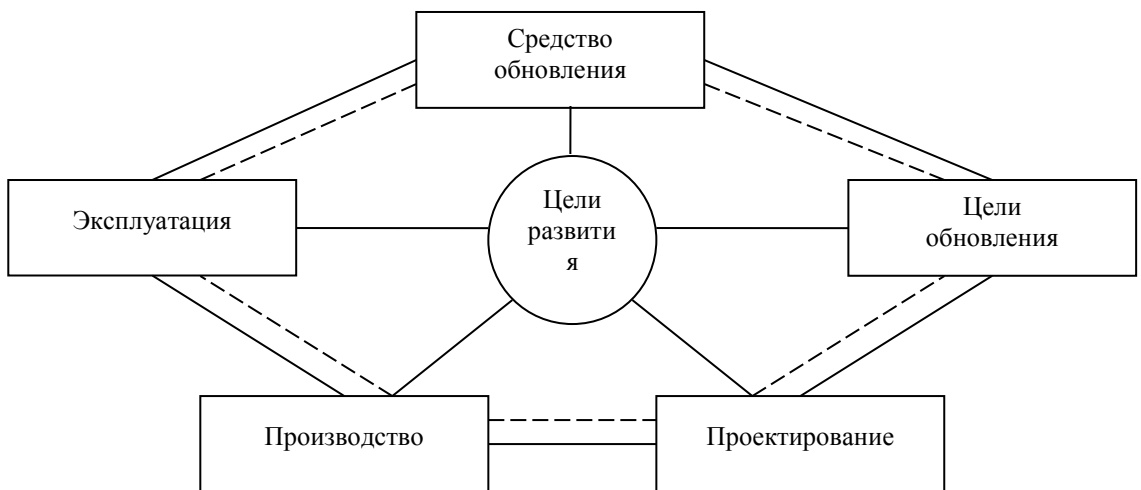 Средство
обновления
Эксплуатация
Цели
развити
я
Цели
обновления
Производство
Проектирование